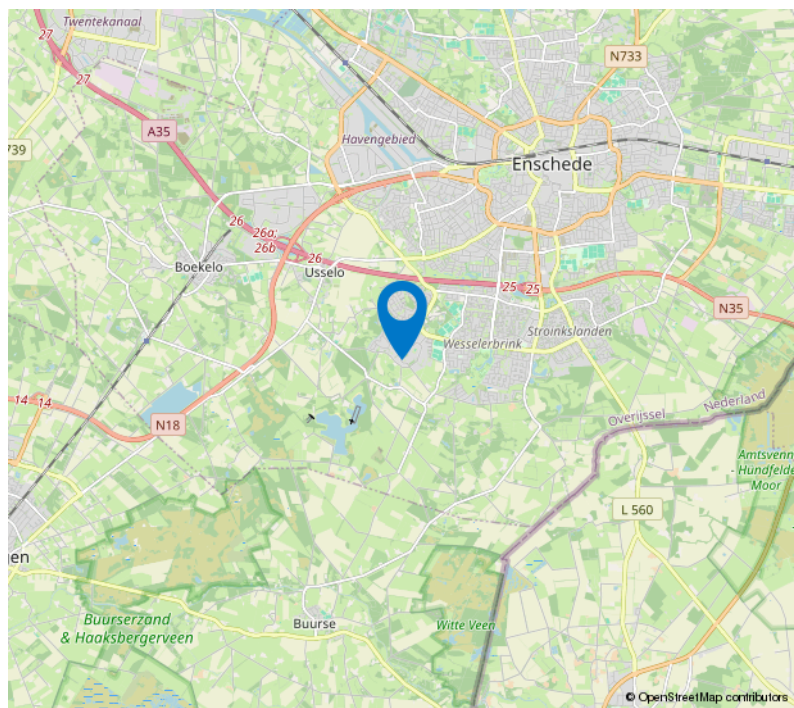 Twentekanaal
27
27
N733
A35
Havengebied
739
Enschede
26
26a;
26b
26
Boekelo
Usselo
25
25
N35
Stroinkslanden
Wesselerbrink
14
14
N18
Overijssel
Nederland
Amtsvenn
Hundfelde
Moor
L 560
gen
Buurserzand
& Haaksbergerveen
Buurse
Witte Veen
© OpenStreetMap contributors